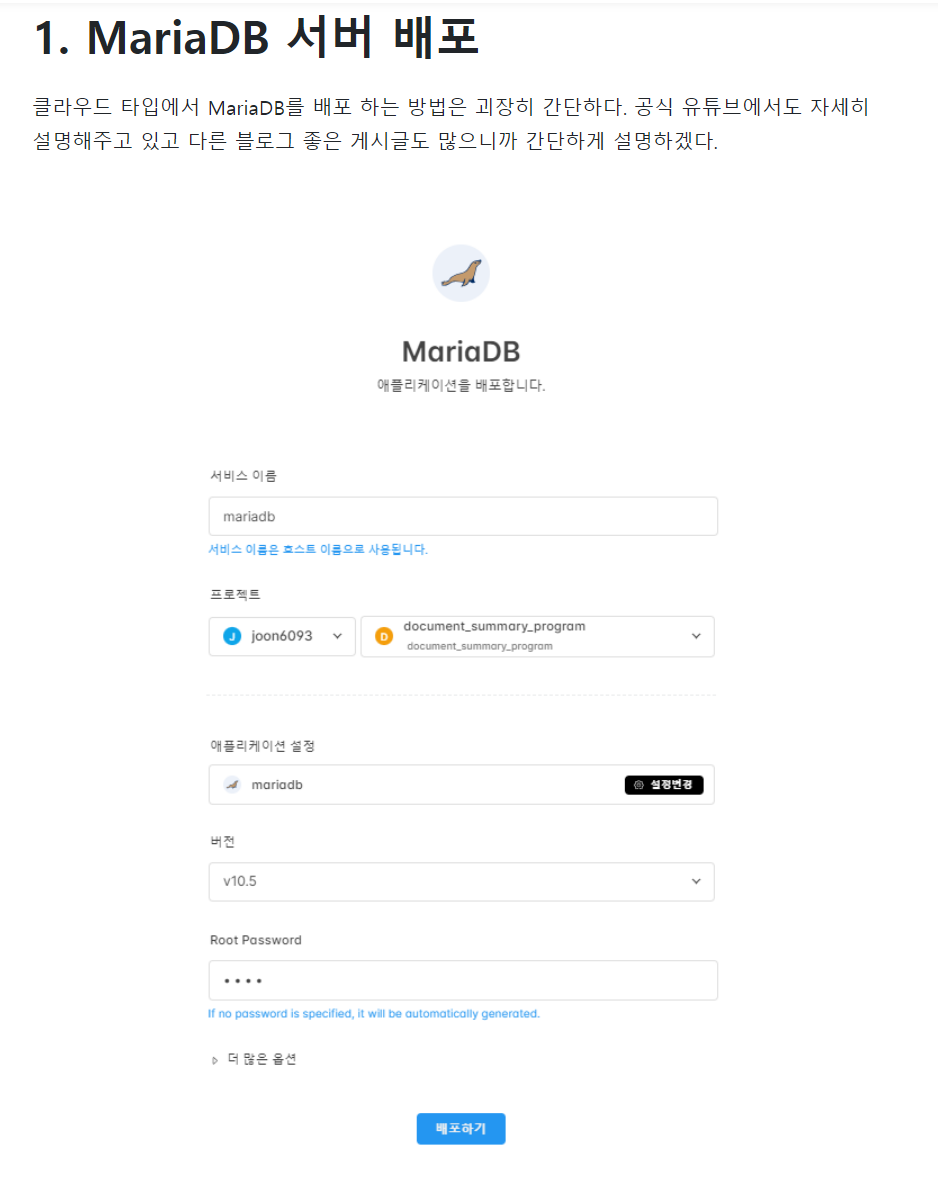 1. MariaDB 서버 배포
클라우드 타입에서 MariaDB를 배포 하는 방법은 괴장히 간단하다. 공식 유튜브에서도 자세히
설명해주고 있고 다른 블로그 좋은 게시글도 많으니까 간단하게 설명하겠다.
MariaDB
애플리케이션을 배포합니다.
서비스 이름
mariadb
서비스 이름은 호스트 이름으로 사용됩니다.
프로젝트
J joon6093
D document_summary_program
document_summary_program
애플리케이션 설정
mariadb 설정변경
버전
v10.5
Root Password
••••
If no password is specified, it will be automatically generated.
더 많은 옵션
배포하기